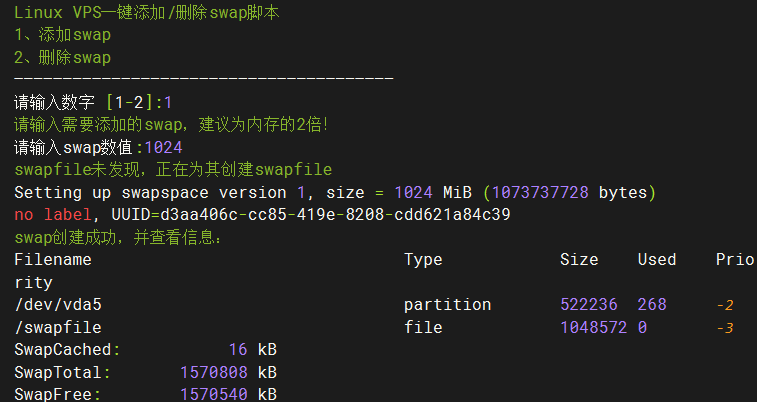 Linux VPS一键添加/删除swap脚本
1、添加swap
2、删除swap
———————————————————————————————————————
请输入数字 [1-2]:1
请输入需要添加的swap，建议为内存的2倍！
请输入swap数值:1024
swapfile未发现，正在为其创建swapfile
Setting up swapspace version 1, size = 1024 MiB (1073737728 bytes)
no label, UUID=d3aa406c-cc85-419e-8208-cdd621a84c39
swap创建成功，并查看信息：
Filename Type Size Used Prio
rity
/dev/vda5 partition 522236 268 -2
/swapfile file 1048572 0 -3
SwapCached: 16 kB
SwapTotal: 1570808 kB
SwapFree: 1570540 kB